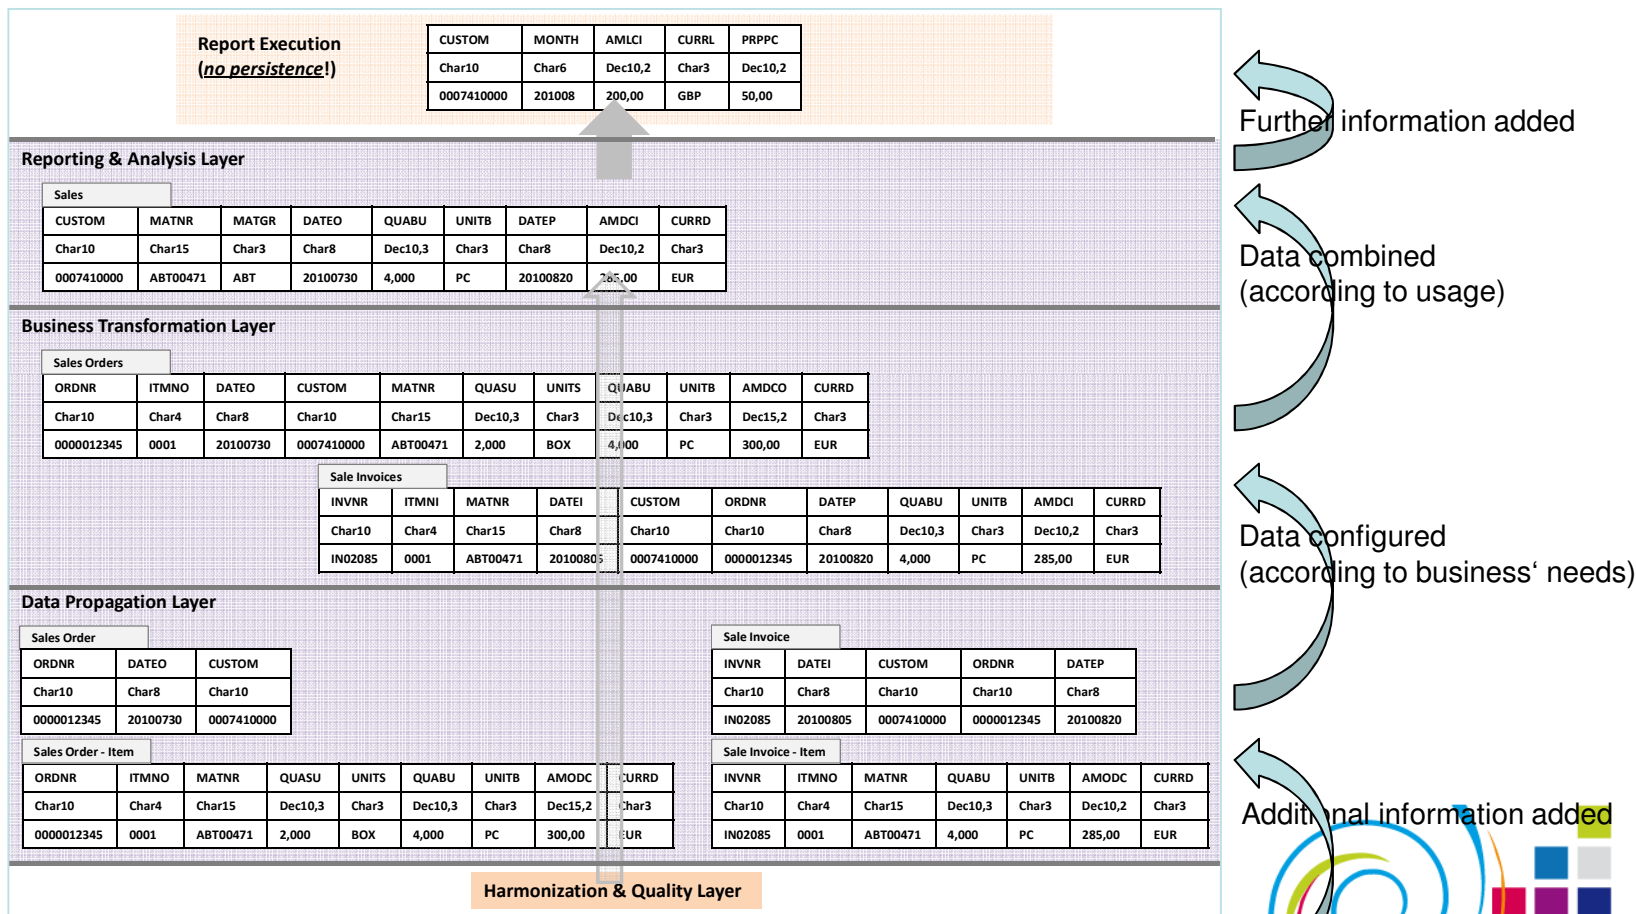 Report Execution
(no persistence!)
CUSTOM MONTH AMLCI CURRL PRPPC
Char10 Char6 Dec10,2 Char3 Dec10,2
0007410000 201008 200,00 GBP 50,00
Further information added
Reporting & Analysis Layer
Sales
CUSTOM MATNR MATGR DATEO QUABU UNITB DATEP AMDCI CURRD
Char10 Char15 Char3 Char8 Dec10,3 Char3 Char8 Dec10,2 Char3
0007410000 ABT00471 ABT 20100730 4,000 PC 20100820 285,00 EUR
Data combined
(according to usage)
Business Transformation Layer
Sales Orders
ORDNR ITMNO DATEO CUSTOM MATNR QUASU UNITS QUABU UNITB AMDCO CURRD
Char10 Char4 Char8 Char10 Char15 Dec10,3 Char3 Dec10,3 Char3 Dec15,2 Char3
0000012345 0001 20100730 0007410000 ABT00471 2,000 BOX 4,000 PC 300,00 EUR
Sale Invoices
INVNR ITMNI MATNR DATEI CUSTOM ORDNR DATEP QUABU UNITB AMDCI CURRD
Char10 Char4 Char15 Char8 Char10 Char10 Char8 Dec10,3 Char3 Dec10,2 Char3
IN02085 0001 ABT00471 20100805 0007410000 0000012345 20100820 4,000 PC 285,00 EUR
Data configured
(according to business‘ needs)
Data Propagation Layer
Sales Order
ORDNR DATEO CUSTOM
Char10 Char8 Char10
0000012345 20100730 0007410000
Sale Invoice
INVNR DATEI CUSTOM ORDNR DATEP
Char10 Char8 Char10 Char10 Char8
IN02085 20100805 0007410000 0000012345 20100820
Sales Order - Item
ORDNR ITMNO MATNR QUASU UNITS QUABU UNITB AMODC CURRD
Char10 Char4 Char15 Dec10,3 Char3 Dec10,3 Char3 Dec15,2 Char3
0000012345 0001 ABT00471 2,000 BOX 4,000 PC 300,00 EUR
Sale Invoice - Item
INVNR ITMNO MATNR QUABU UNITB AMODC CURRD
Char10 Char4 Char15 Dec10,3 Char3 Dec10,2 Char3
IN02085 0001 ABT00471 4,000 PC 285,00 EUR
Additional information added
Harmonization & Quality Layer